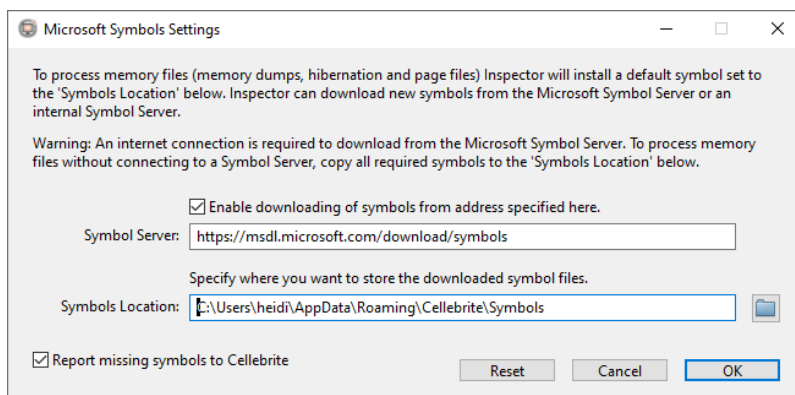 Microsoft Symbols Settings
To process memory files (memory dumps, hibernation and page files) Inspector will install a default symbol set to
the 'Symbols Location' below. Inspector can download new symbols from the Microsoft Symbol Server or an
internal Symbol Server.
Warning: An internet connection is required to download from the Microsoft Symbol Server. To process memory
files without connecting to a Symbol Server, copy all required symbols to the 'Symbols Location' below.
Enable downloading of symbols from address specified here.
Symbol Server: https://msdl.microsoft.com/download/symbols
Specify where you want to store the downloaded symbol files.
Symbols Location: C:\Users\heidi\AppData\Roaming\Cellebrite\Symbols
Report missing symbols to Cellebrite
Reset Cancel OK